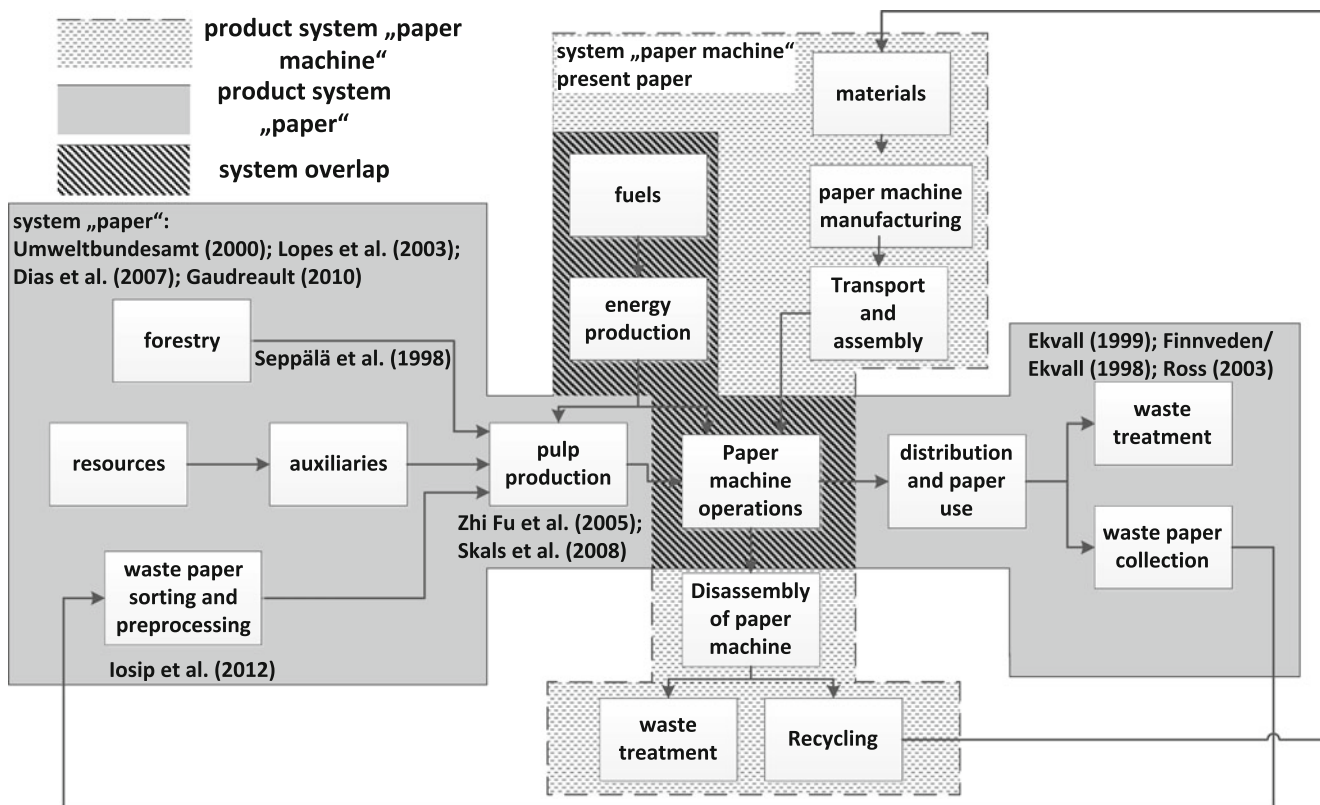 product system „paper
machine“
product system
„paper“
system overlap
system „paper machine“
present paper
materials
fuels
paper machine
manufacturing
system „paper“:
Umweltbundesamt (2000); Lopes et al. (2003);
Dias et al. (2007); Gaudreault (2010)
energy
production
Transport
and
assembly
forestry
Seppälä et al. (1998)
Ekvall (1999); Finnveden/
Ekvall (1998); Ross (2003)
waste
treatment
resources
auxiliaries
pulp
production
Paper
machine
operations
distribution
and paper
use
Zhi Fu et al. (2005);
Skals et al. (2008)
waste paper
collection
waste paper
sorting and
preprocessing
Iosip et al. (2012)
Disassembly
of paper
machine
waste
treatment
Recycling